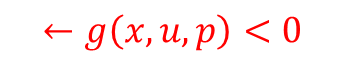 ← g(x, u, p) < 0